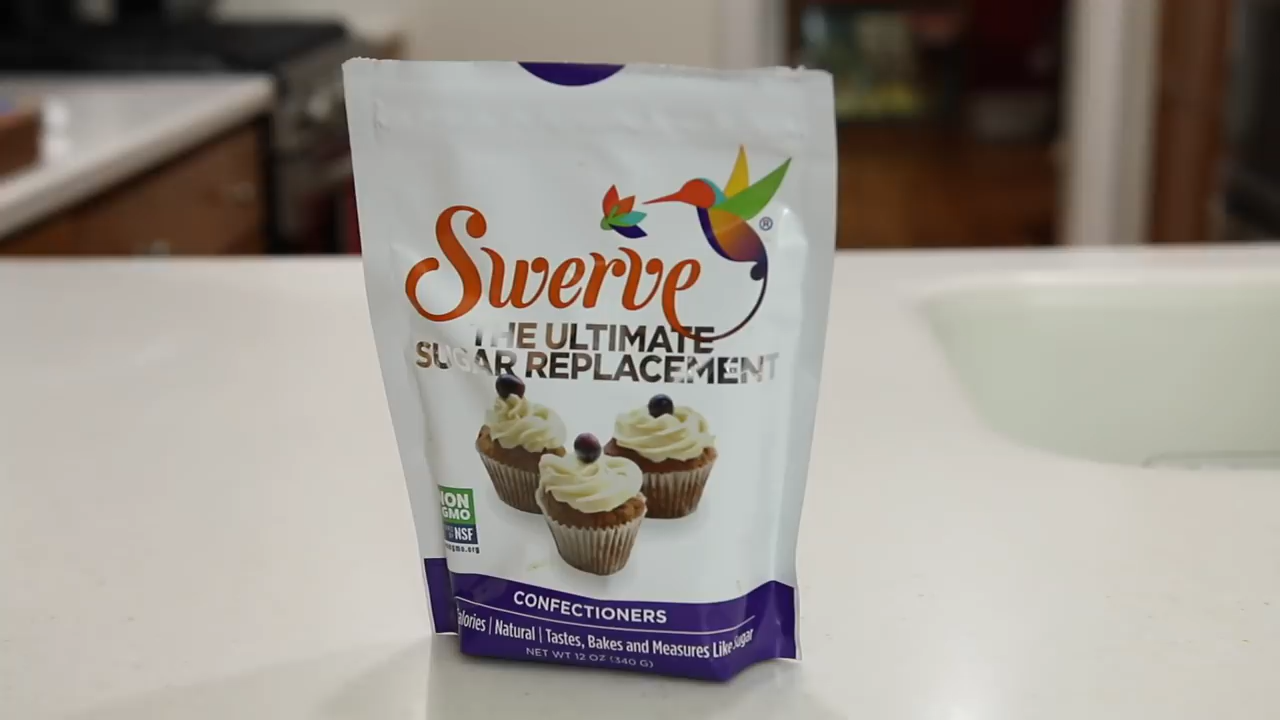 Swerve®
THE ULTIMATE
SUGAR REPLACEMENT
NON
GMO
NSF
CONFECTIONERS
alories | Natural | Tastes, Bakes and Measures Like Sugar
NET WT 12 OZ (340 G)